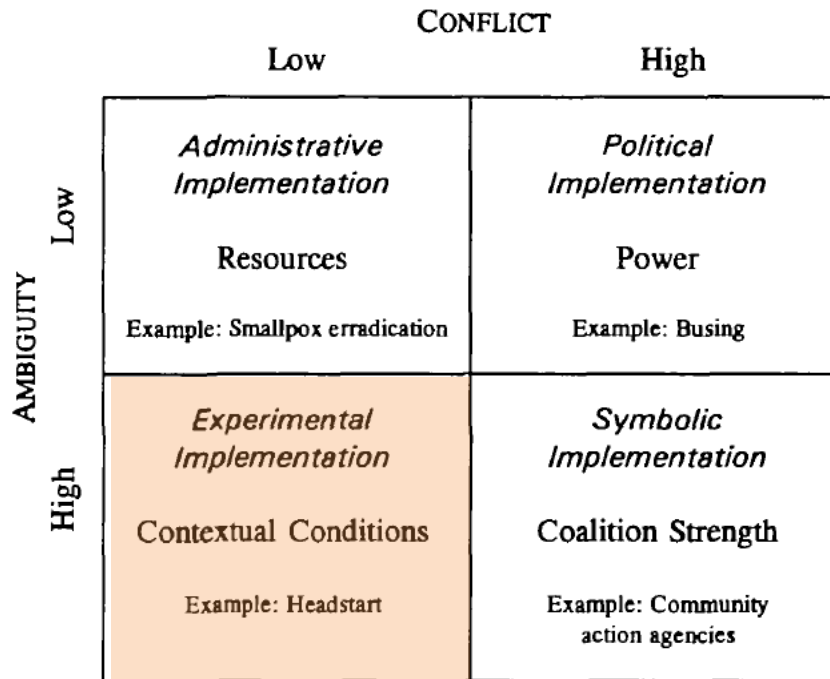 CONFLICT
Low High
AMBIGUITY
Low
Administrative
Implementation
Resources
Example: Smallpox erradication
Political
Implementation
Power
Example: Busing
High
Experimental
Implementation
Contextual Conditions
Example: Headstart
Symbolic
Implementation
Coalition Strength
Example: Community
action agencies